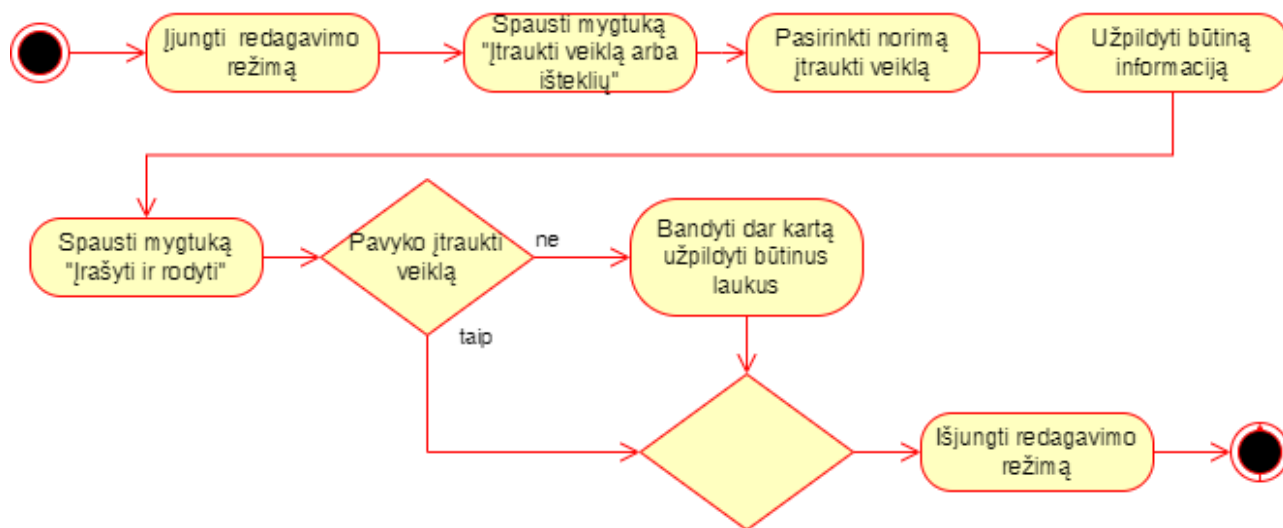 Įjungti  redagavimo
režimą
Spausti mygtuką
"Įtraukti veiklą arba
išteklių"
Pasirinkti norimą
įtraukti veiklą
Užpildyti būtiną
informaciją
Spausti mygtuką
"Įrašyti ir rodyti"
Pavyko įtraukti
veiklą
ne
taip
Bandyti dar kartą
užpildyti būtinus
laukus
Išjungti redagavimo
režimą